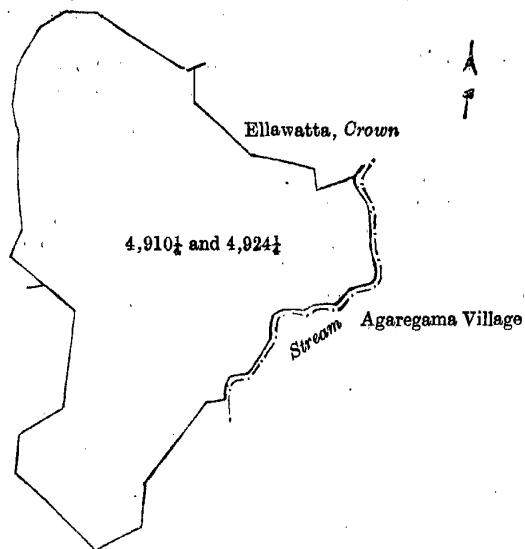 Ellawatta, Crown
4,910¼ and 4,924¼
Stream
Agaregama Village